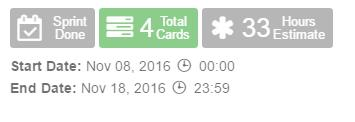 Sprint Done 4 Total Cards 33 Hours Estimate
Start Date: Nov 08, 2016 00:00
End Date: Nov 18, 2016 23:59